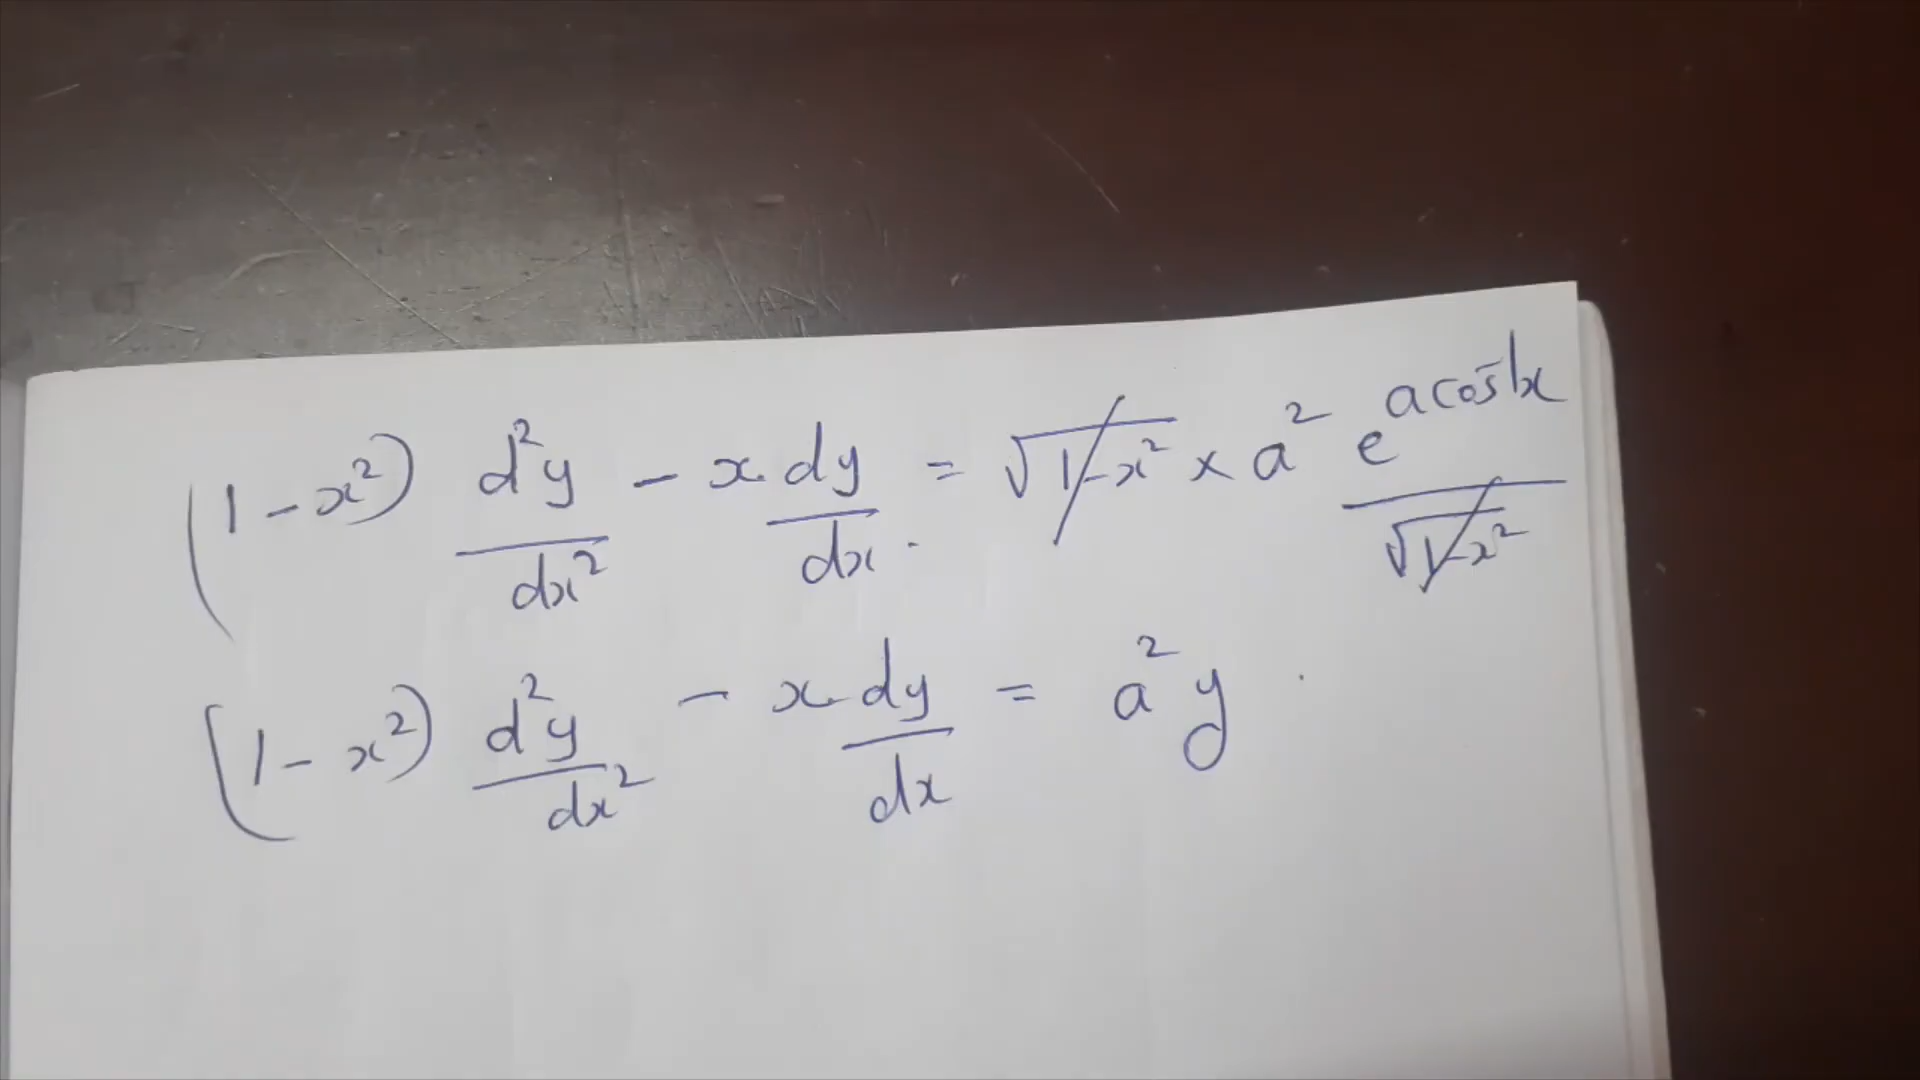 (1 - x²) d²y/dx² - x dy/dx. = √1-x² × a² e^(a cos⁻¹x)/√1-x²
(1 - x²) d²y/dx² - x dy/dx = a² y .